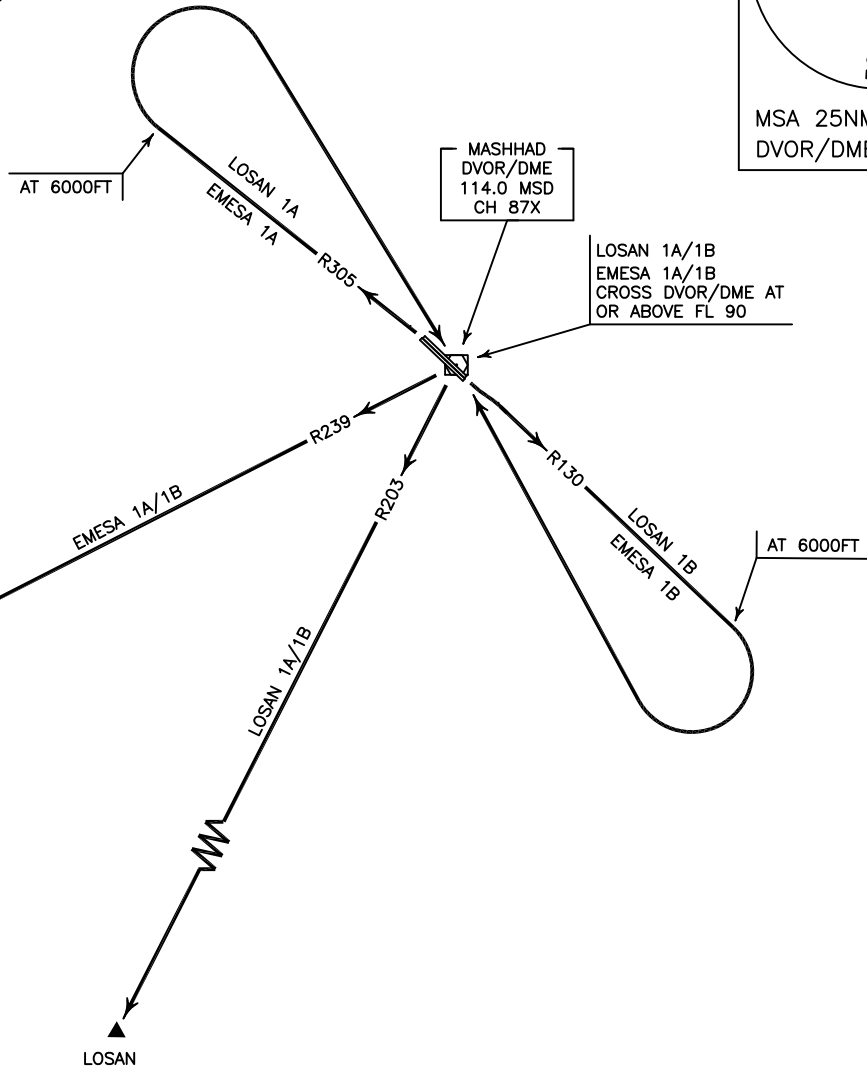 MSA 25NM
DVOR/DME
MASHHAD
DVOR/DME
114.0 MSD
CH 87X
AT 6000FT
LOSAN 1A
EMESA 1A
R305
LOSAN 1A/1B
EMESA 1A/1B
CROSS DVOR/DME AT
OR ABOVE FL 90
R239
EMESA 1A/1B
R203
LOSAN 1A/1B
R130
LOSAN 1B
EMESA 1B
AT 6000FT
LOSAN